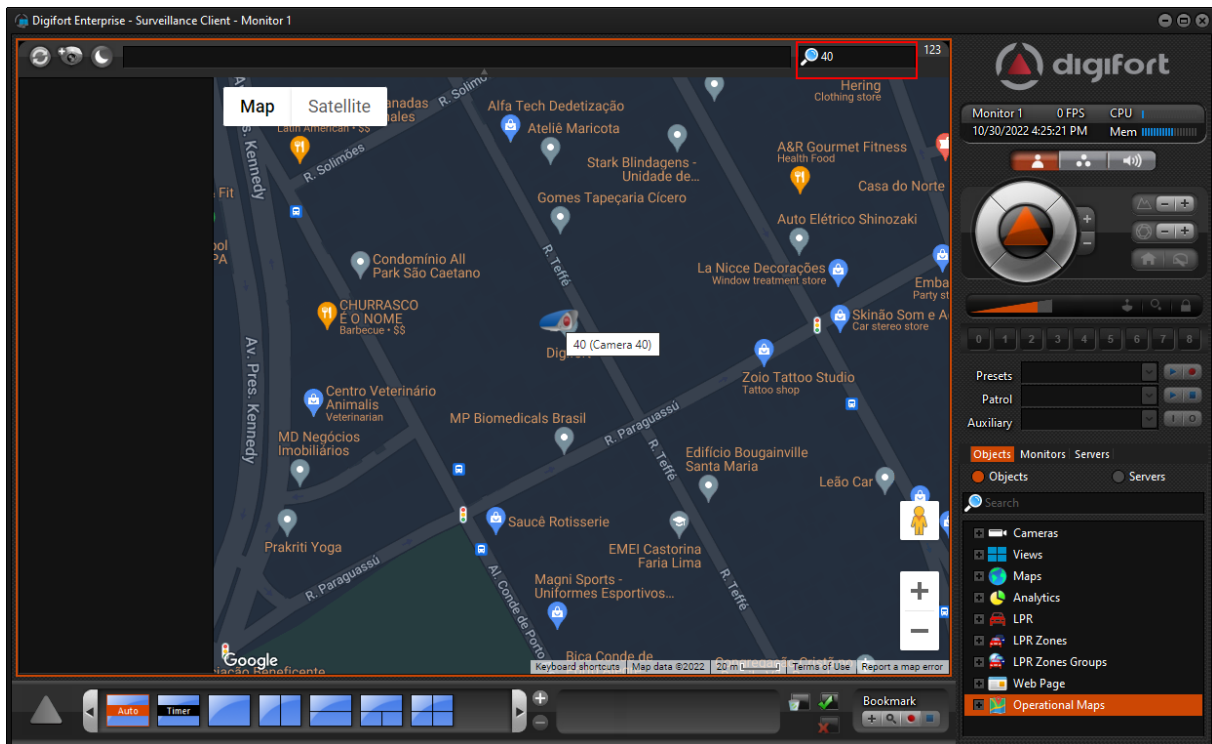 Digifort Enterprise - Surveillance Client - Monitor 1
40
123
digifort
Monitor 1 0 FPS CPU
10/30/2022 4:25:21 PM Mem
Map Satellite
R. Solimões
Latin American • $$
Hering
Clothing store
Alfa Tech Dedetização
Ateliê Maricota
A&R Gourmet Fitness
Health Food
Stark Blindagens -
Unidade de...
Casa do Norte
Gomes Tapeçaria Cícero
Auto Elétrico Shinozaki
R. Teffé
Condomínio All
Park São Caetano
La Nicce Decorações
Window treatment store
CHURRASCO
É O NOME
Barbecue • $$
Skinão Som e A
Car stereo store
40 (Camera 40)
Av. Pres. Kennedy
Zoio Tattoo Studio
Tattoo shop
Centro Veterinário
Animalis
Veterinarian
MP Biomedicals Brasil
R. Paraguassú
MD Negócios
Imobiliários
R. Teffé
Edifício Bougainville
Santa Maria
Leão Car
Saucê Rotisserie
Prakriti Yoga
EMEI Castorina
Faria Lima
R. Paraguassú
Al. Conde de Porto
R. Teffé
Magni Sports -
Uniformes Esportivos...
Bica Conde de
Google
Keyboard shortcuts Map data ©2022 20 m Terms of Use Report a map error
0 1 2 3 4 5 6 7 8
Presets
Patrol
Auxiliary
Objects Monitors Servers
Objects Servers
Search
Cameras
Views
Maps
Analytics
LPR
LPR Zones
LPR Zones Groups
Web Page
Operational Maps
Auto Timer
Bookmark